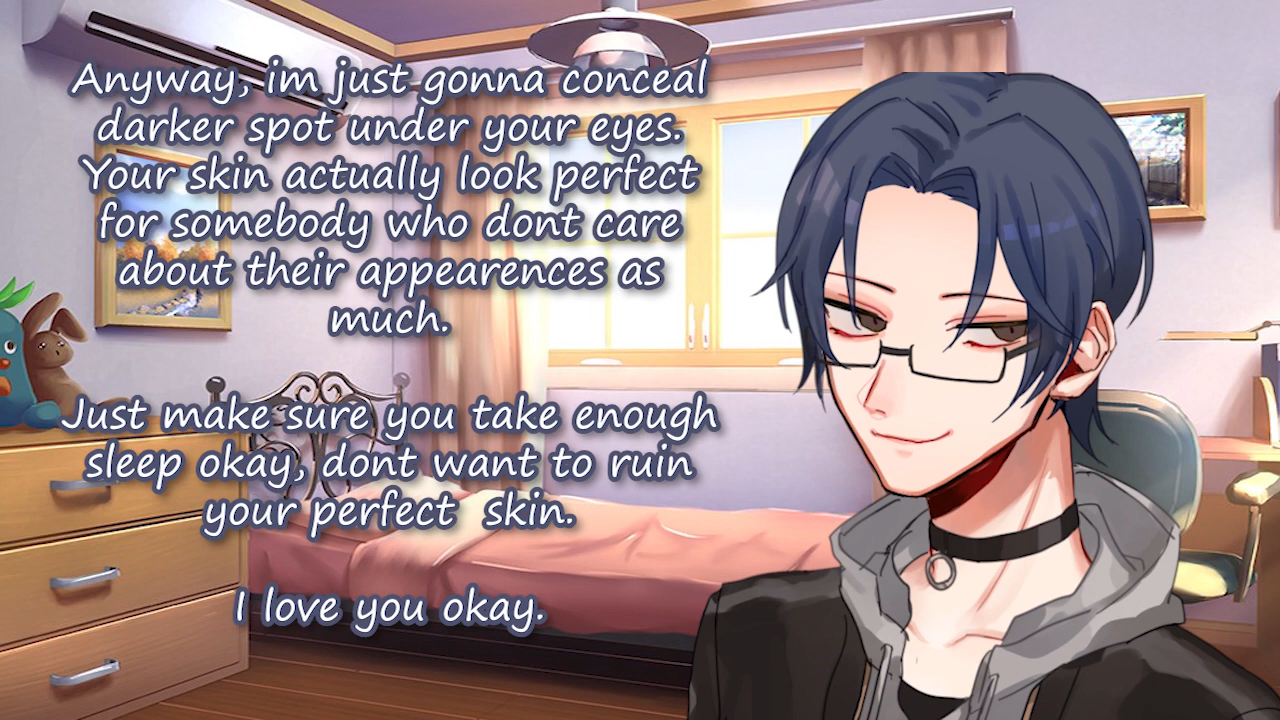 Anyway, im just gonna conceal
darker spot under your eyes.
Your skin actually look perfect
for somebody who dont care
about their appearences as
much.
Just make sure you take enough
sleep okay, dont want to ruin
your perfect  skin.
I love you okay.